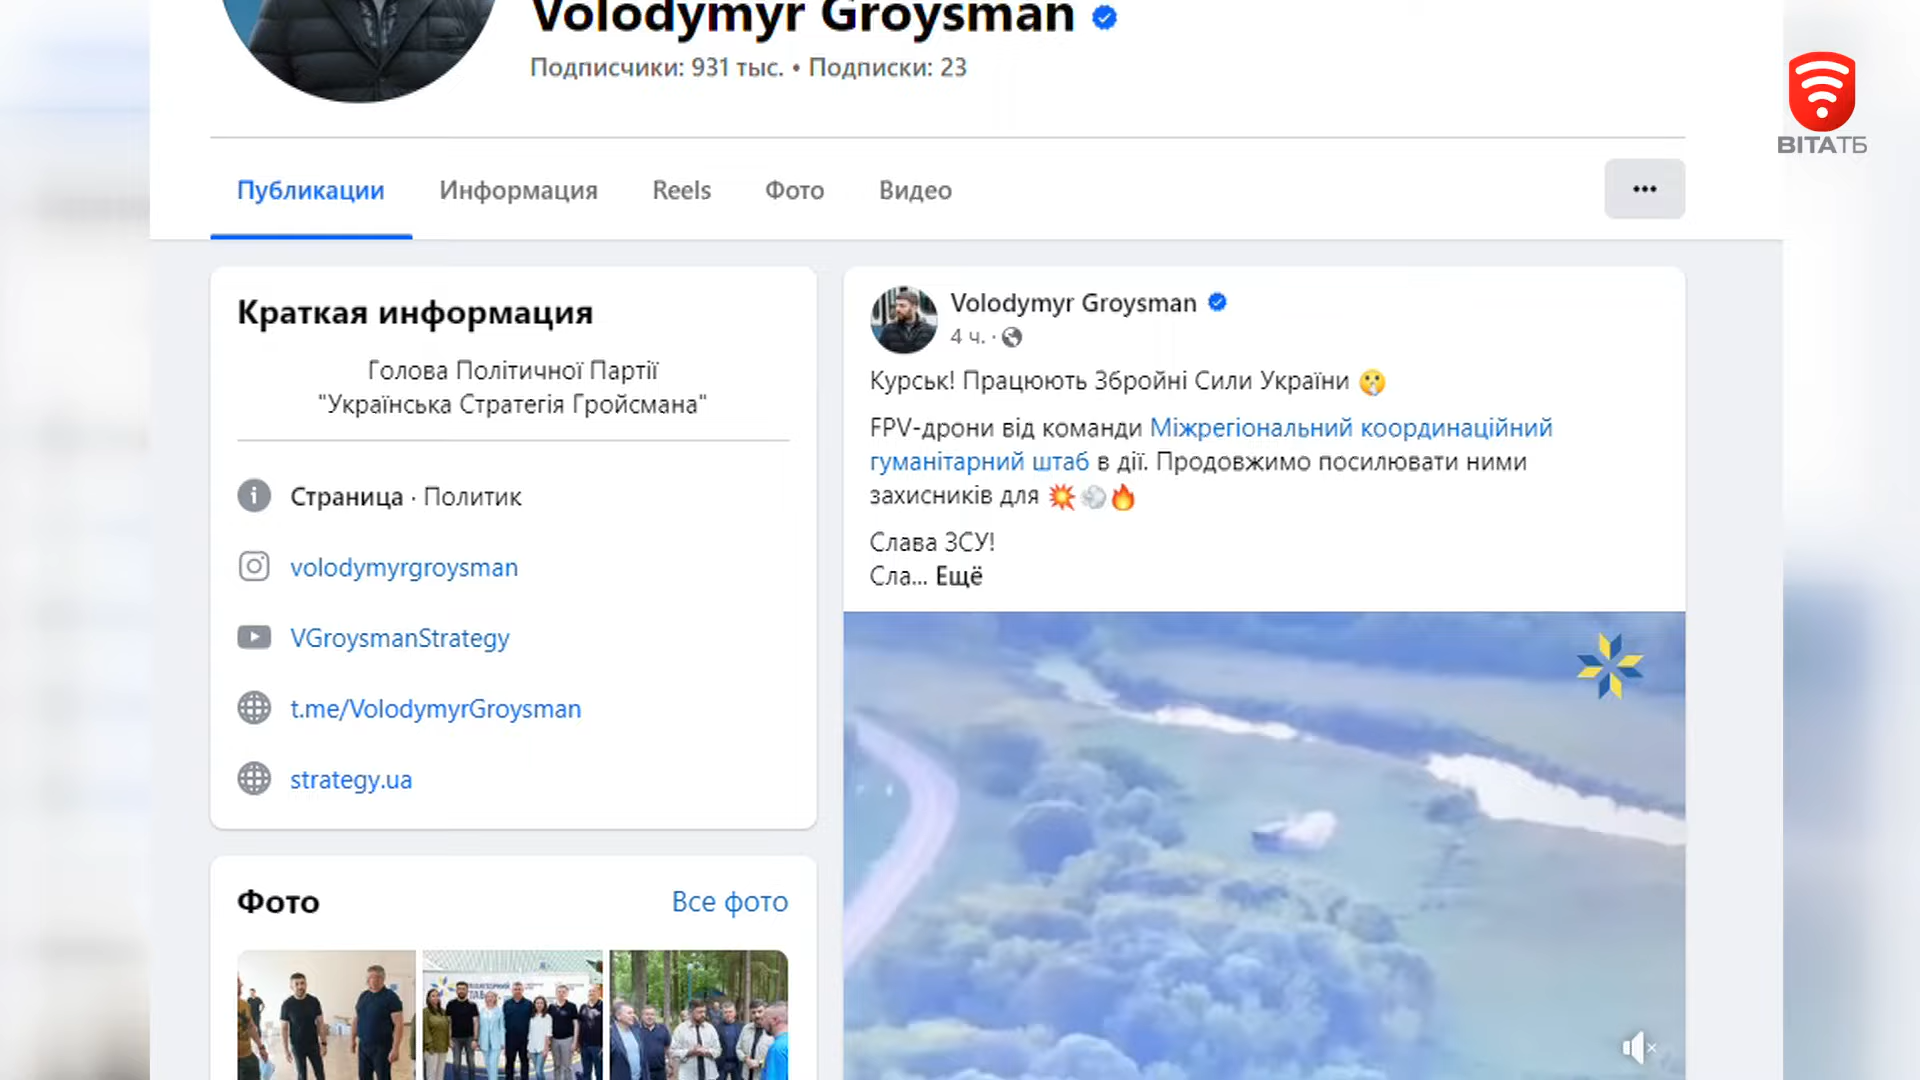 Volodymyr Groysman
Подписчики: 931 тыс. • Подписки: 23
ВІТАТБ
Публикации
Информация
Reels
Фото
Видео
Краткая информация
Голова Політичної Партії
"Українська Стратегія Гройсмана"
Страница · Политик
volodymyrgroysman
VGroysmanStrategy
t.me/VolodymyrGroysman
strategy.ua
Фото
Все фото
Volodymyr Groysman
4 ч. ·
Курськ! Працюють Збройні Сили України 🤫
FPV-дрони від команди Міжрегіональний координаційний
гуманітарний штаб в дії. Продовжимо посилювати ними
захисників для 💥💨🔥
Слава ЗСУ!
Сла... Ещё